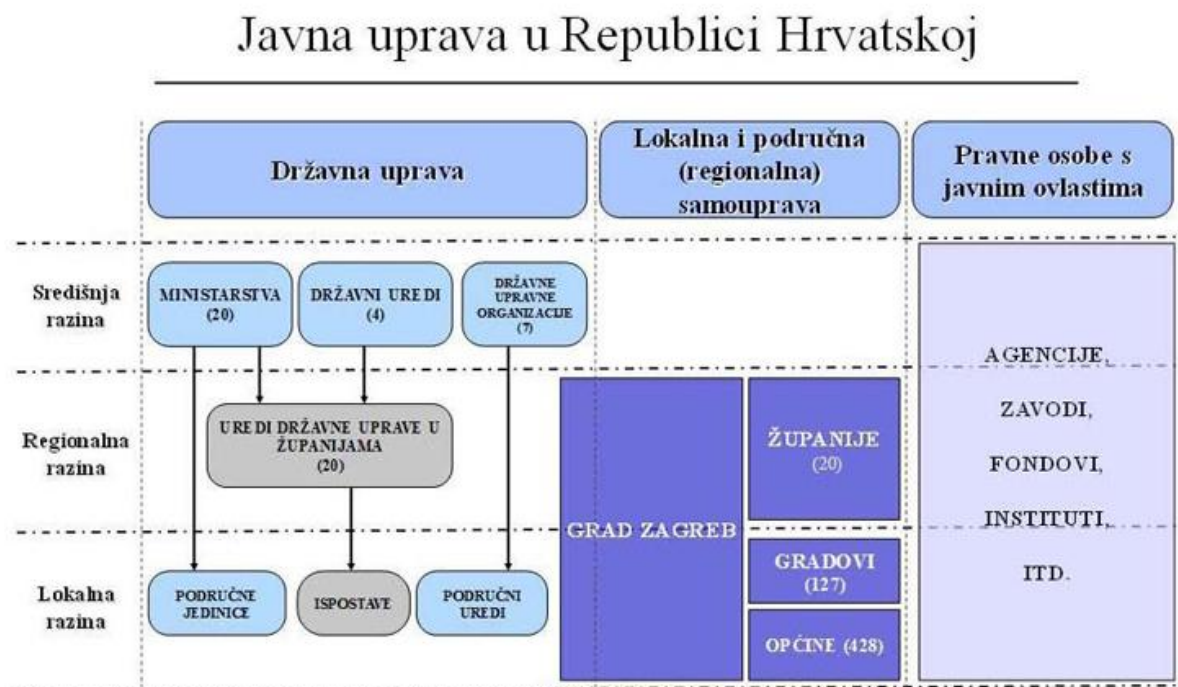 Javna uprava u Republici Hrvatskoj
Državna uprava
Lokalna i područna
(regionalna)
samouprava
Pravne osobe s
javnim ovlastima
Središnja
razina
MINISTARSTVA
(20)
DRŽAVNI UREDI
(4)
DRŽAVNE
UPRAVNE
ORGANIZACIJE
(7)
Regionalna
razina
UREDI DRŽAVNE UPRAVE U
ŽUPANIJAMA
(20)
GRAD ZAGREB
ŽUPANIJE
(20)
Lokalna
razina
PODRUČNE
JEDINICE
ISPOSTAVE
PODRUČNI
UREDI
GRADOVI
(127)
OPĆINE (428)
AGENCIJE,
ZAVODI,
FONDOVI,
INSTITUTI,
ITD.